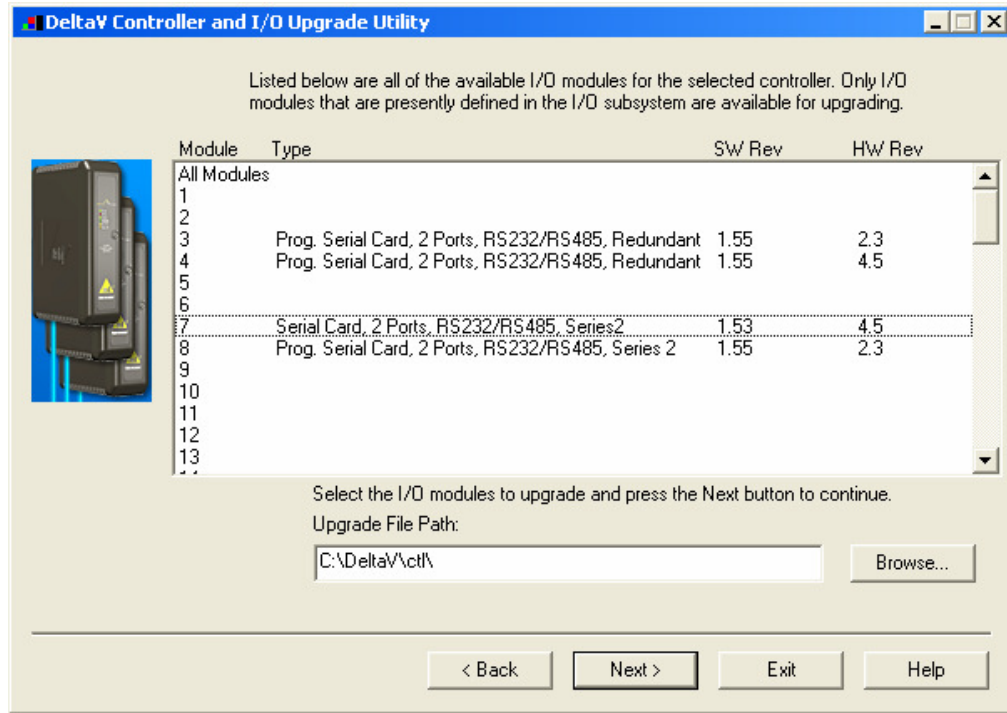 DeltaV Controller and I/O Upgrade Utility
Listed below are all of the available I/O modules for the selected controller. Only I/O
modules that are presently defined in the I/O subsystem are available for upgrading.
Module Type SW Rev HW Rev
All Modules
1
2
3 Prog. Serial Card, 2 Ports, RS232/RS485, Redundant 1.55 2.3
4 Prog. Serial Card, 2 Ports, RS232/RS485, Redundant 1.55 4.5
5
6
7 Serial Card, 2 Ports, RS232/RS485, Series2 1.53 4.5
8 Prog. Serial Card, 2 Ports, RS232/RS485, Series 2 1.55 2.3
9
10
11
12
13
Select the I/O modules to upgrade and press the Next button to continue.
Upgrade File Path:
C:\DeltaV\ctl\
Browse...
< Back Next > Exit Help